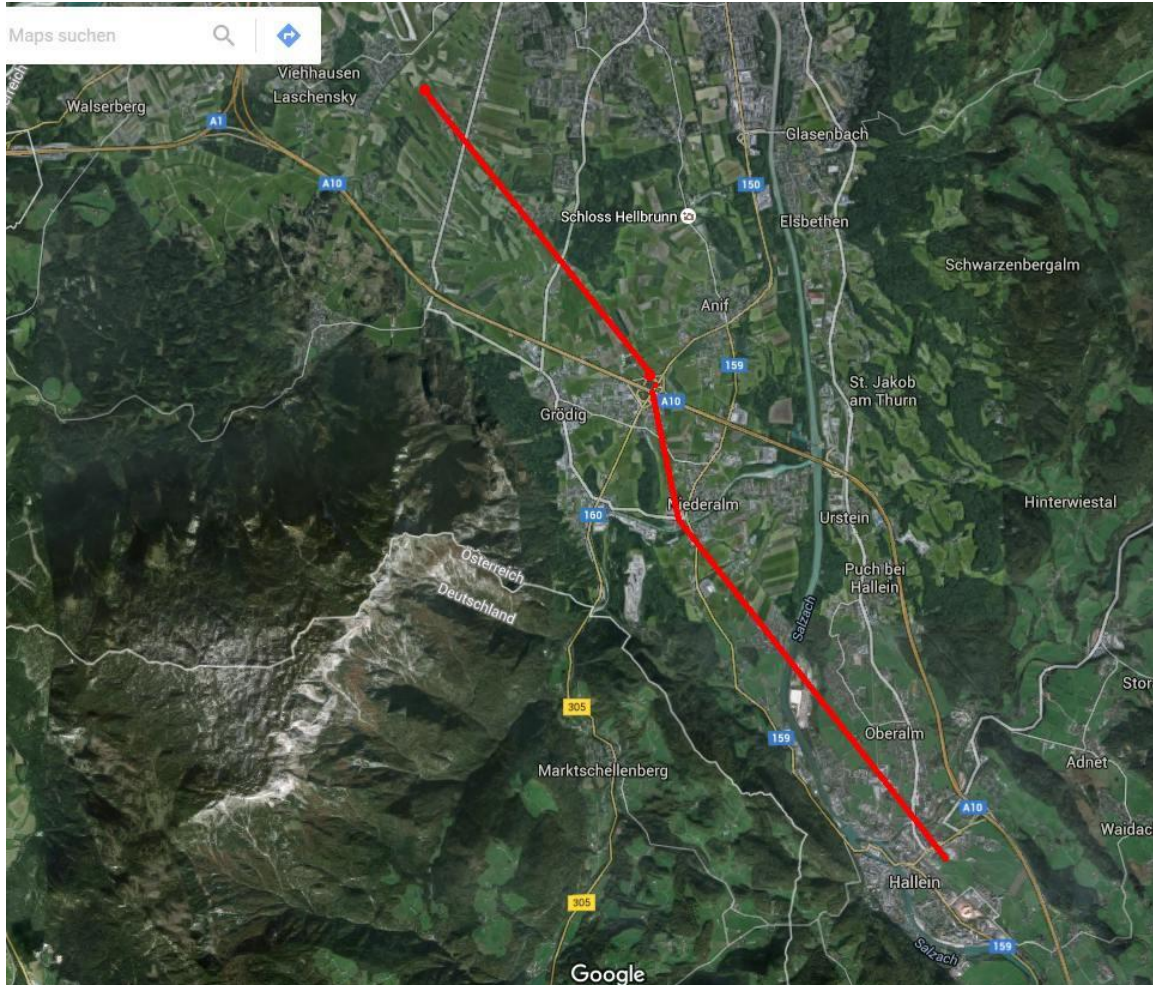 Maps suchen
Viehhausen
Laschensky
Walserberg
A1
Glasenbach
A10
150
Schloss Hellbrunn
Elsbethen
Schwarzenbergalm
Anif
159
St. Jakob
am Thurn
A10
Grödig
Niederalm
Hinterwiestal
160
Urstein
Österreich
Deutschland
Puch bei
Hallein
Salzach
Stor
305
159
Oberalm
Marktschellenberg
Adnet
A10
Waidac
Hallein
305
159
Salzach
Google